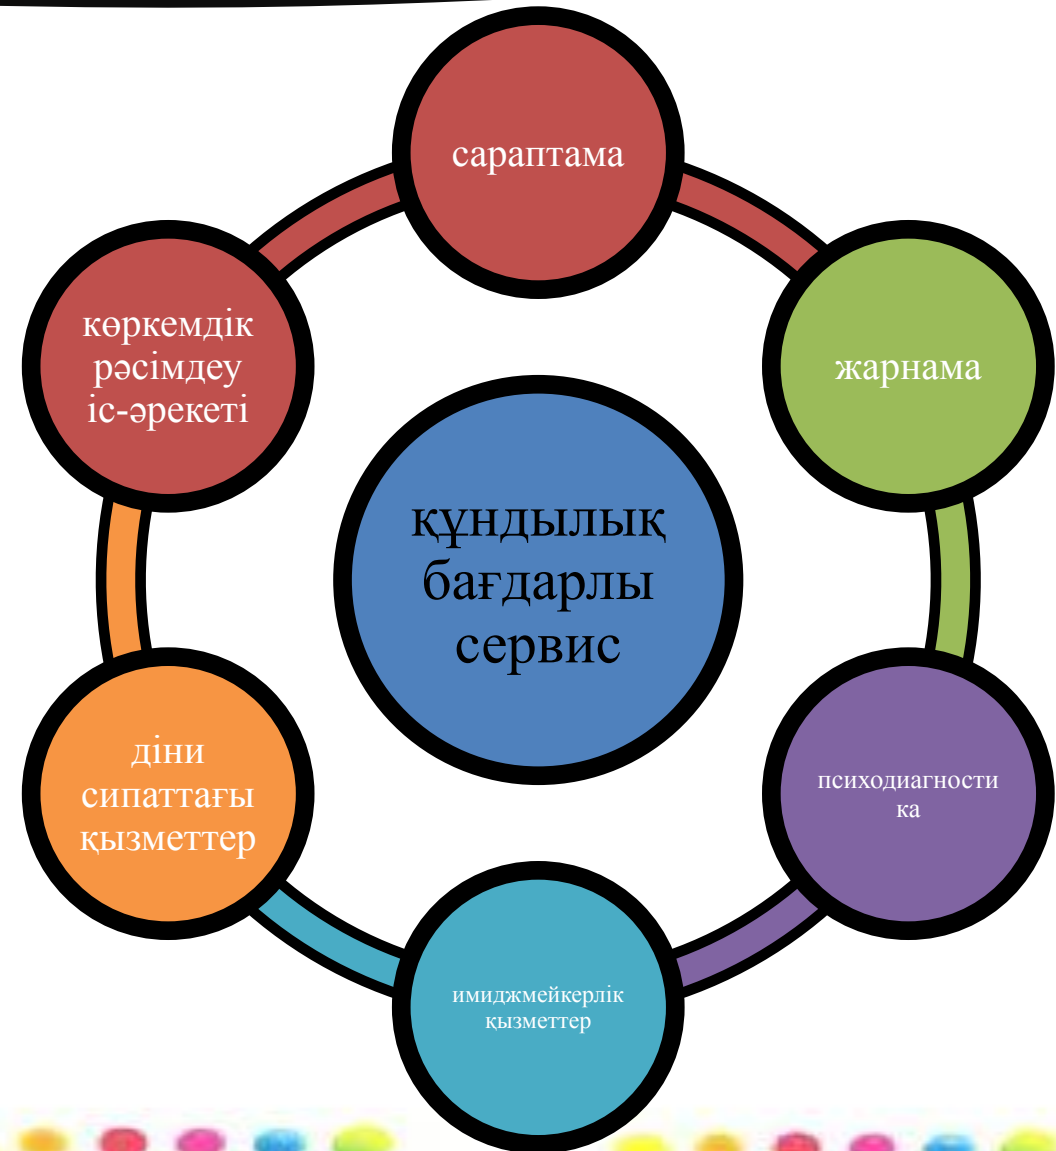 сараптама
жарнама
психодиагности
ка
имиджмейкерлік
қызметтер
діни
сипаттағы
қызметтер
көркемдік
рәсімдеу
іс-әрекеті
құндылық
бағдарлы
сервис